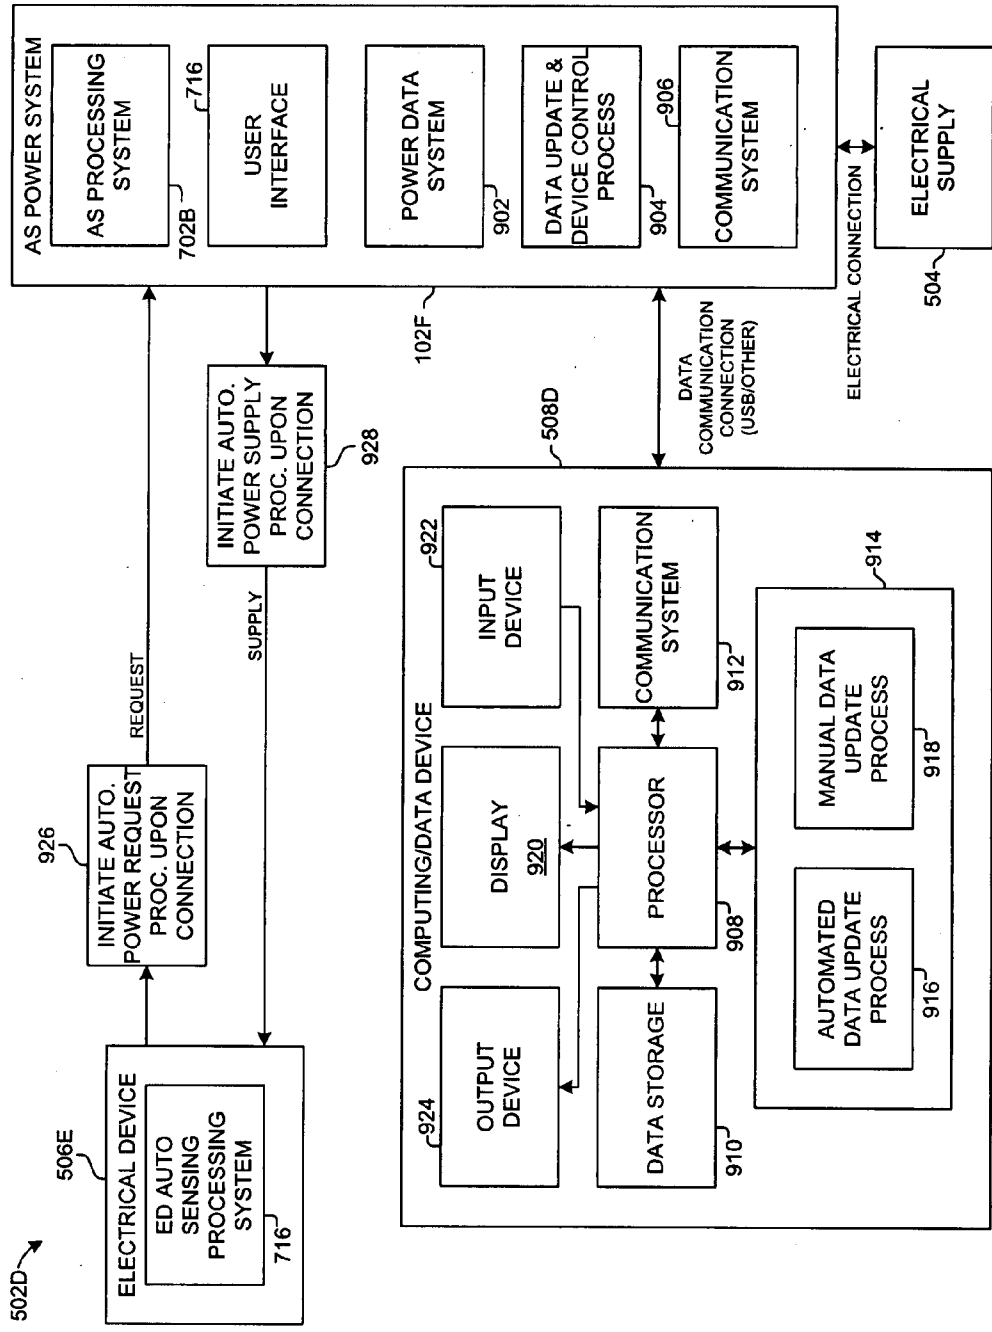 502D
ELECTRICAL DEVICE
506E
ED AUTO
SENSING
PROCESSING
SYSTEM
716
926
INITIATE AUTO.
POWER REQUEST
PROC. UPON
CONNECTION
REQUEST
SUPPLY
INITIATE AUTO.
POWER SUPPLY
PROC. UPON
CONNECTION
928
AS POWER SYSTEM
AS PROCESSING
SYSTEM
702B
716
USER
INTERFACE
POWER DATA
SYSTEM
902
DATA UPDATE &
DEVICE CONTROL
PROCESS
904
906
COMMUNICATION
SYSTEM
102F
DATA
COMMUNICATION
CONNECTION
(USB/OTHER)
ELECTRICAL CONNECTION
ELECTRICAL
SUPPLY
504
COMPUTING/DATA DEVICE
508D
924
OUTPUT
DEVICE
DISPLAY
920
922
INPUT
DEVICE
DATA STORAGE
910
PROCESSOR
908
COMMUNICATION
SYSTEM
912
914
AUTOMATED
DATA UPDATE
PROCESS
916
MANUAL DATA
UPDATE
PROCESS
918